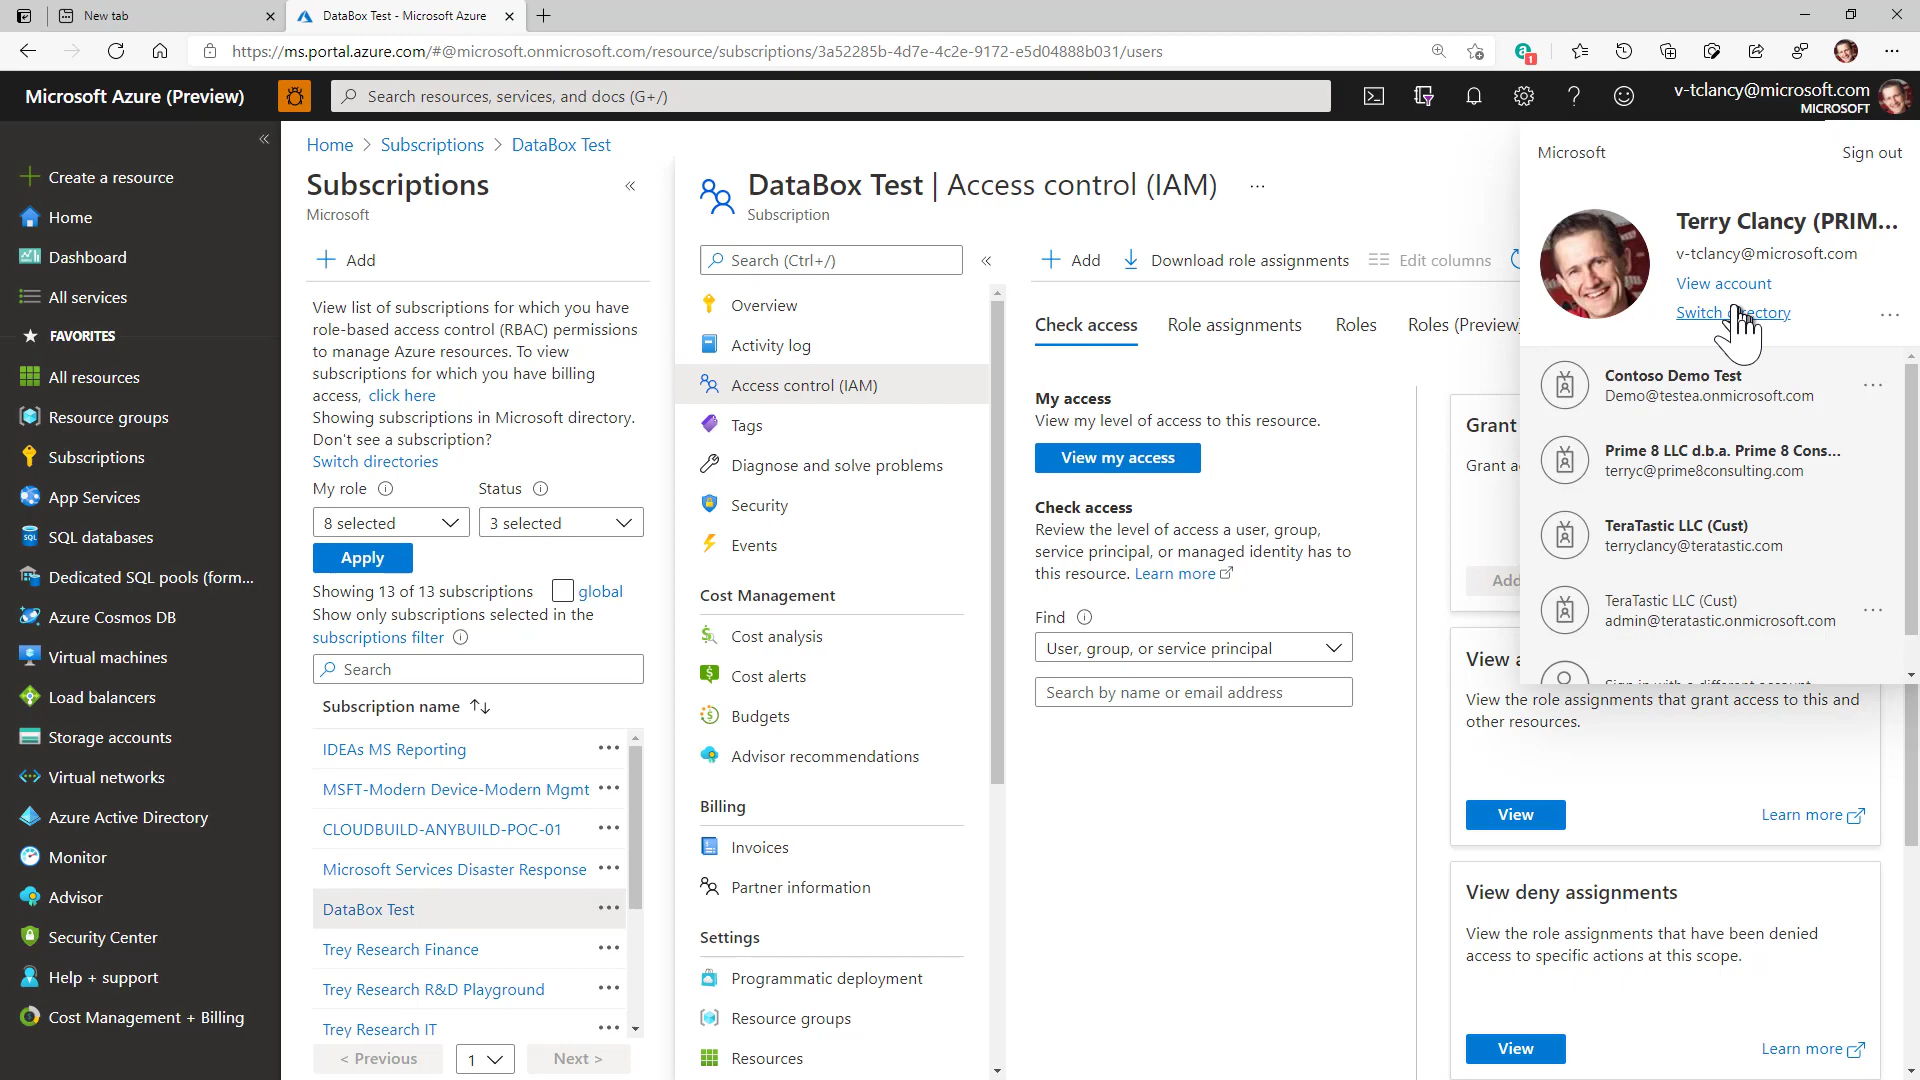 New tab
DataBox Test - Microsoft Azure
https://ms.portal.azure.com/#@microsoft.onmicrosoft.com/resource/subscriptions/3a52285b-4d7e-4c2e-9172-e5d04888b031/users
1
Microsoft Azure (Preview)
Search resources, services, and docs (G+/)
v-tclancy@microsoft.com
MICROSOFT
Create a resource
Home
Dashboard
All services
FAVORITES
All resources
Resource groups
Subscriptions
App Services
SQL databases
Dedicated SQL pools (form...
Azure Cosmos DB
Virtual machines
Load balancers
Storage accounts
Virtual networks
Azure Active Directory
Monitor
Advisor
Security Center
Help + support
Cost Management + Billing
Home > Subscriptions > DataBox Test
Subscriptions
Microsoft
Add
View list of subscriptions for which you have
role-based access control (RBAC) permissions
to manage Azure resources. To view
subscriptions for which you have billing
access, click here
Showing subscriptions in Microsoft directory.
Don't see a subscription?
Switch directories
My role
Status
8 selected
3 selected
Apply
Showing 13 of 13 subscriptions
global
Show only subscriptions selected in the
subscriptions filter
Search
Subscription name
IDEAs MS Reporting
MSFT-Modern Device-Modern Mgmt
CLOUDBUILD-ANYBUILD-POC-01
Microsoft Services Disaster Response
DataBox Test
Trey Research Finance
Trey Research R&D Playground
Trey Research IT
< Previous
1
Next >
DataBox Test | Access control (IAM)
...
Subscription
Search (Ctrl+/)
Overview
Activity log
Access control (IAM)
Tags
Diagnose and solve problems
Security
Events
Cost Management
Cost analysis
Cost alerts
Budgets
Advisor recommendations
Billing
Invoices
Partner information
Settings
Programmatic deployment
Resource groups
Resources
Add
Download role assignments
Edit columns
Check access
Role assignments
Roles
Roles (Preview)
My access
View my level of access to this resource.
View my access
Check access
Review the level of access a user, group,
service principal, or managed identity has to
this resource. Learn more
Find
User, group, or service principal
Search by name or email address
Grant
Grant a
Add
View a
View the role assignments that grant access to this and
other resources.
View
Learn more
View deny assignments
View the role assignments that have been denied
access to specific actions at this scope.
View
Learn more
Microsoft
Sign out
Terry Clancy (PRIM...
v-tclancy@microsoft.com
View account
Switch directory
...
Contoso Demo Test
Demo@testea.onmicrosoft.com
Prime 8 LLC d.b.a. Prime 8 Cons...
terryc@prime8consulting.com
TeraTastic LLC (Cust)
terryclancy@teratastic.com
TeraTastic LLC (Cust)
admin@teratastic.onmicrosoft.com
Sign in with a different account